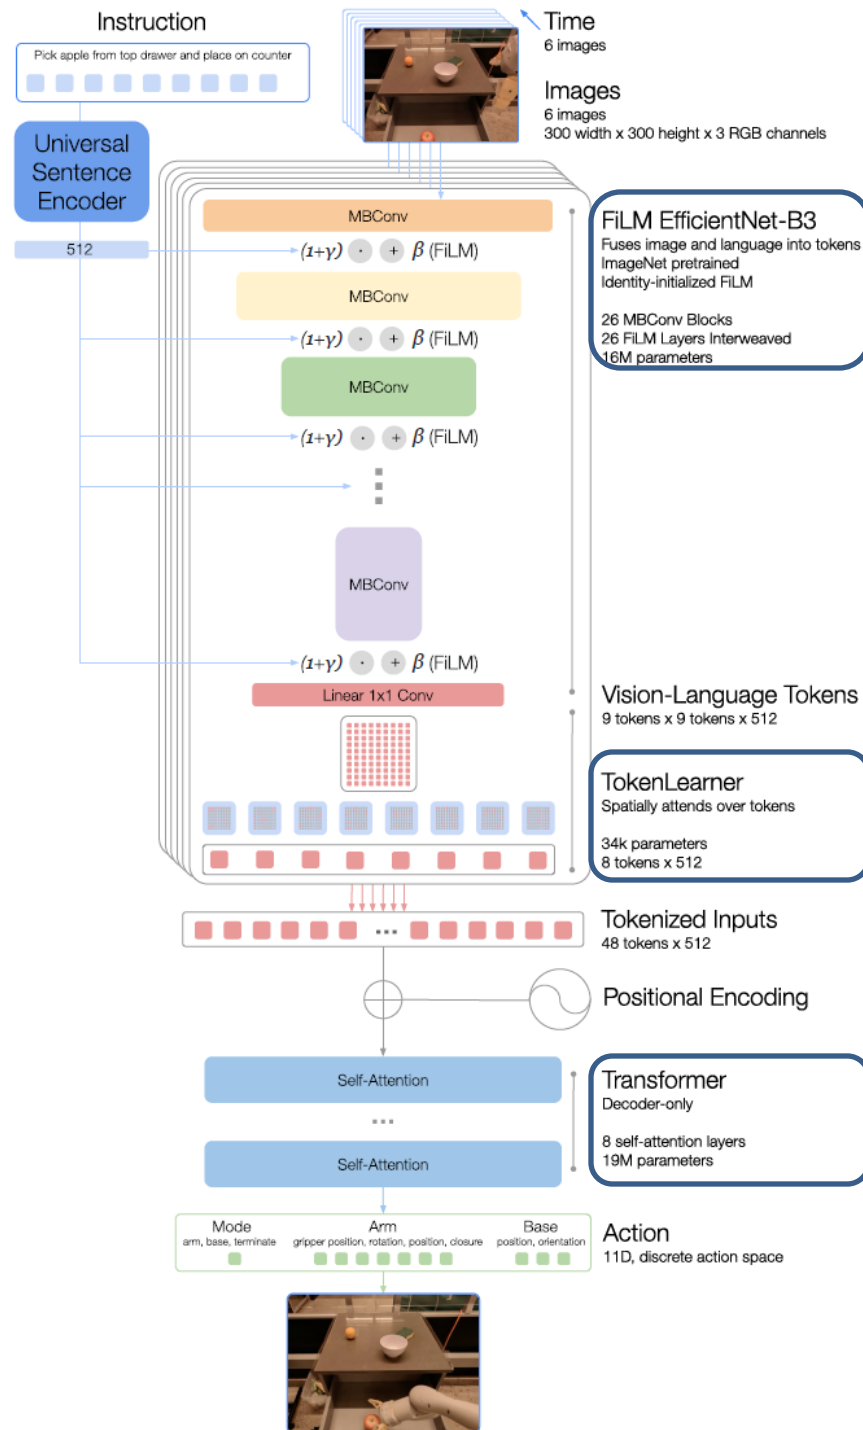 Instruction
Pick apple from top drawer and place on counter
Time
6 images
Images
6 images
300 width x 300 height x 3 RGB channels
Universal
Sentence
Encoder
512
MBConv
(1+γ) · + β (FiLM)
MBConv
(1+γ) · + β (FiLM)
MBConv
(1+γ) · + β (FiLM)
MBConv
(1+γ) · + β (FiLM)
Linear 1x1 Conv
FiLM EfficientNet-B3
Fuses image and language into tokens
ImageNet pretrained
Identity-initialized FiLM
26 MBConv Blocks
26 FiLM Layers Interweaved
16M parameters
Vision-Language Tokens
9 tokens x 9 tokens x 512
TokenLearner
Spatially attends over tokens
34k parameters
8 tokens x 512
Tokenized Inputs
48 tokens x 512
Positional Encoding
Self-Attention
...
Self-Attention
Transformer
Decoder-only
8 self-attention layers
19M parameters
Mode
arm, base, terminate
Arm
gripper position, rotation, position, closure
Base
position, orientation
Action
11D, discrete action space